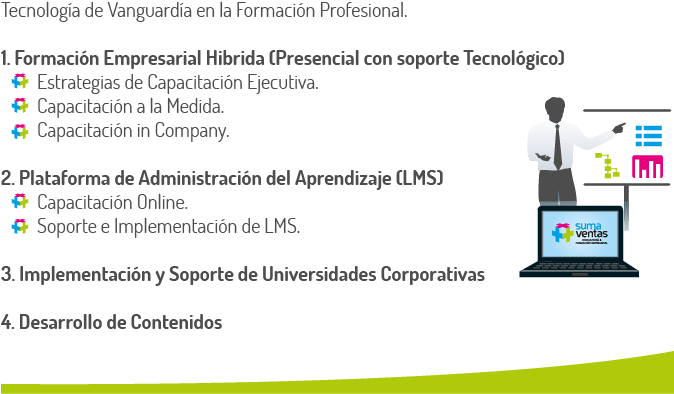 Tecnología de Vanguardía en la Formación Profesional.
1. Formación Empresarial Hibrida (Presencial con soporte Tecnológico)
Estrategias de Capacitación Ejecutiva.
Capacitación a la Medida.
Capacitación in Company.
2. Plataforma de Administración del Aprendizaje (LMS)
Capacitación Online.
Soporte e Implementación de LMS.
3. Implementación y Soporte de Universidades Corporativas
4. Desarrollo de Contenidos
suma
ventas